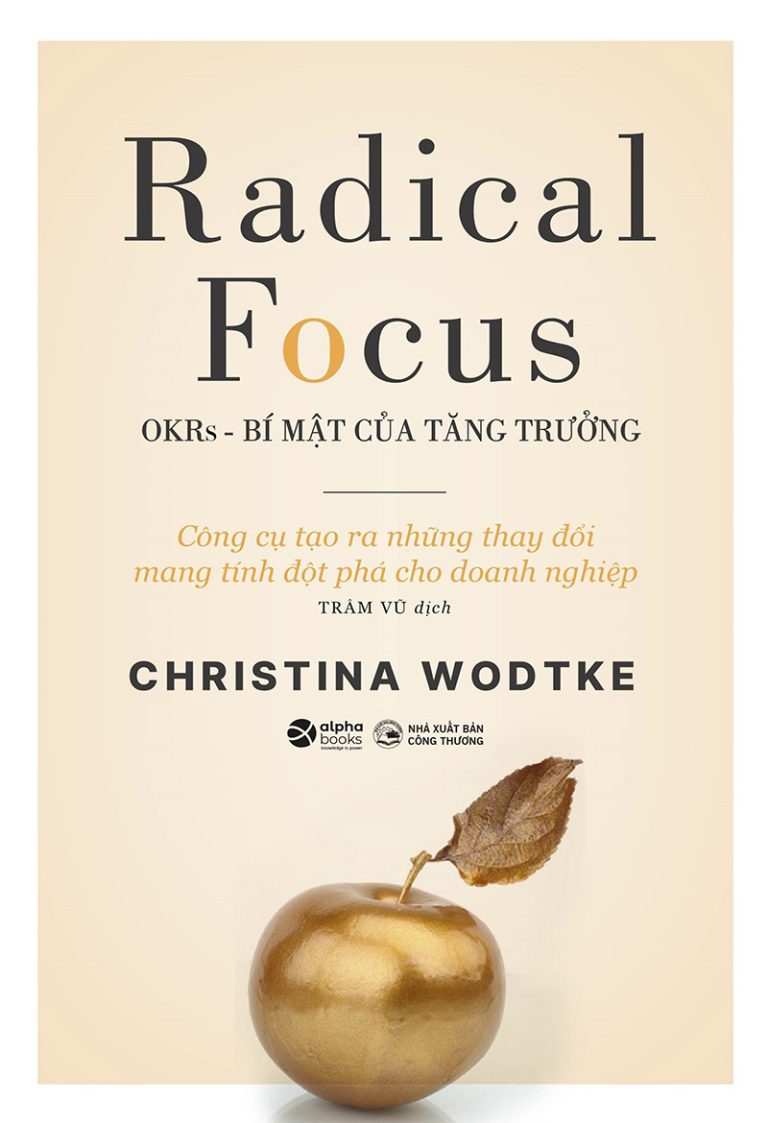 Radical
Focus
OKRs - BÍ MẬT CỦA TĂNG TRƯỞNG
Công cụ tạo ra những thay đổi
mang tính đột phá cho doanh nghiệp
TRÂM VŨ dịch
CHRISTINA WODTKE
alpha
books
knowledge is power
NHÀ XUẤT BẢN
CÔNG THƯƠNG